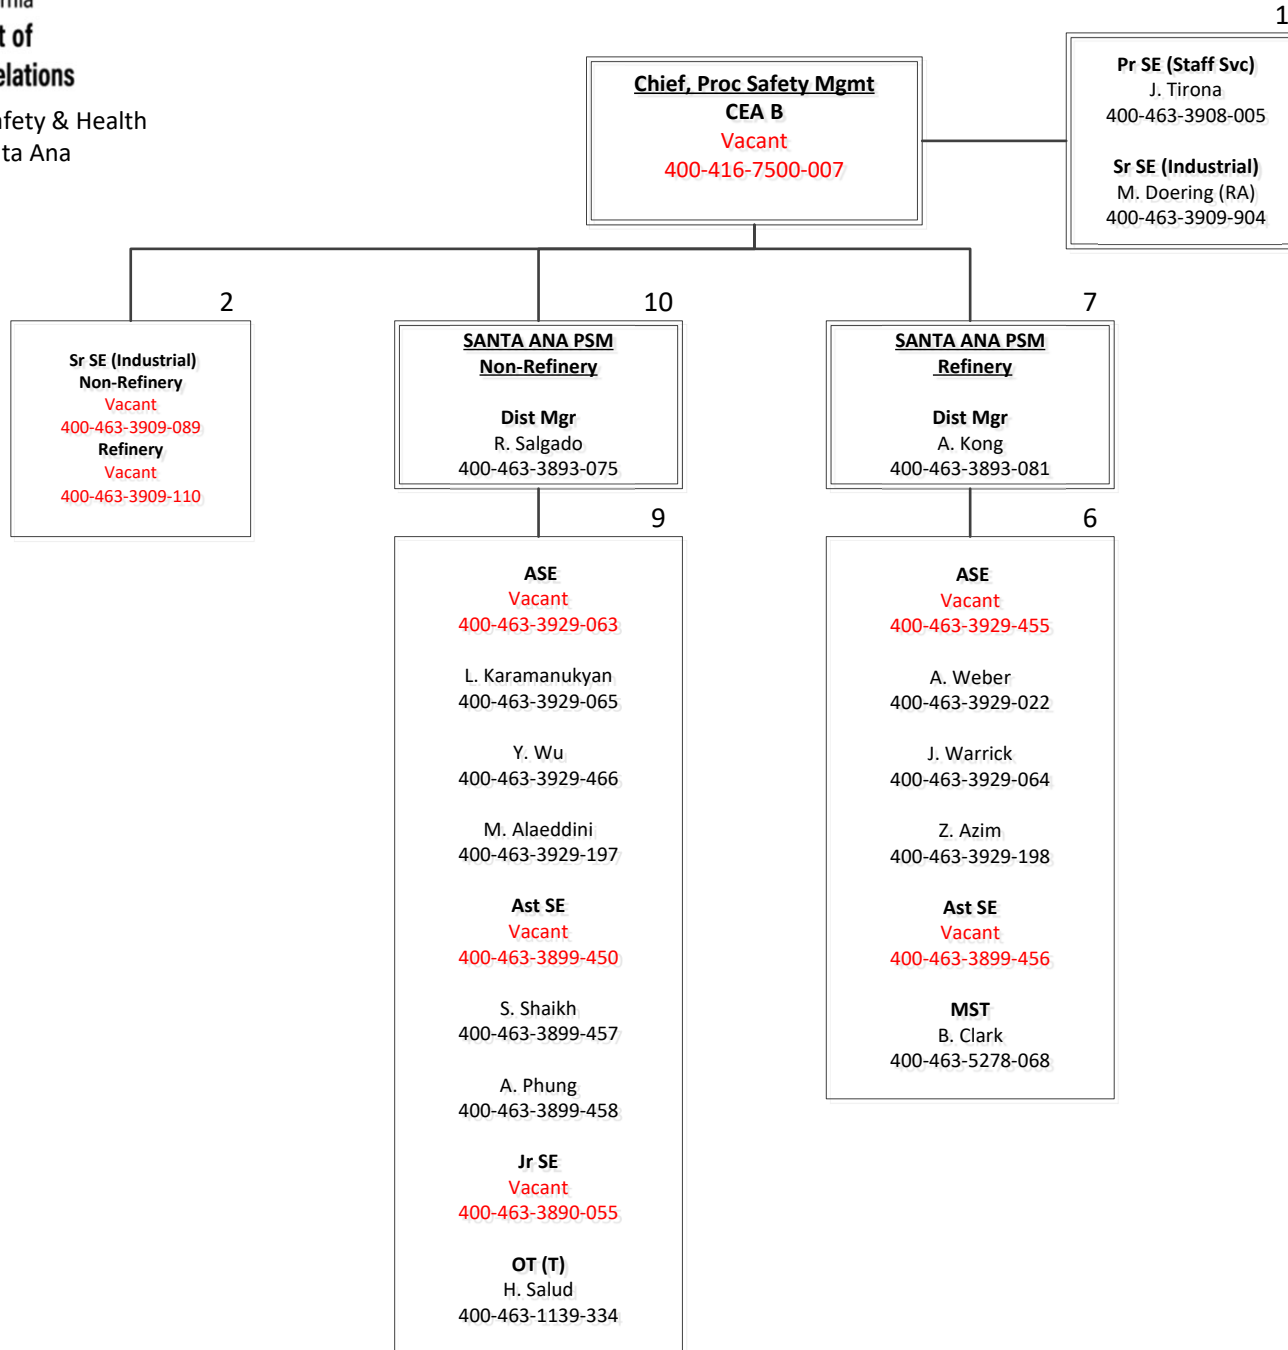 t of
elations
afety & Health
ta Ana
1
Pr SE (Staff Svc)
J. Tirona
400-463-3908-005
Sr SE (Industrial)
M. Doering (RA)
400-463-3909-904
Chief, Proc Safety Mgmt
CEA B
Vacant
400-416-7500-007
2
Sr SE (Industrial)
Non-Refinery
Vacant
400-463-3909-089
Refinery
Vacant
400-463-3909-110
10
SANTA ANA PSM
Non-Refinery
Dist Mgr
R. Salgado
400-463-3893-075
9
ASE
Vacant
400-463-3929-063
L. Karamanukyan
400-463-3929-065
Y. Wu
400-463-3929-466
M. Alaeddini
400-463-3929-197
Ast SE
Vacant
400-463-3899-450
S. Shaikh
400-463-3899-457
A. Phung
400-463-3899-458
Jr SE
Vacant
400-463-3890-055
OT (T)
H. Salud
400-463-1139-334
7
SANTA ANA PSM
Refinery
Dist Mgr
A. Kong
400-463-3893-081
6
ASE
Vacant
400-463-3929-455
A. Weber
400-463-3929-022
J. Warrick
400-463-3929-064
Z. Azim
400-463-3929-198
Ast SE
Vacant
400-463-3899-456
MST
B. Clark
400-463-5278-068